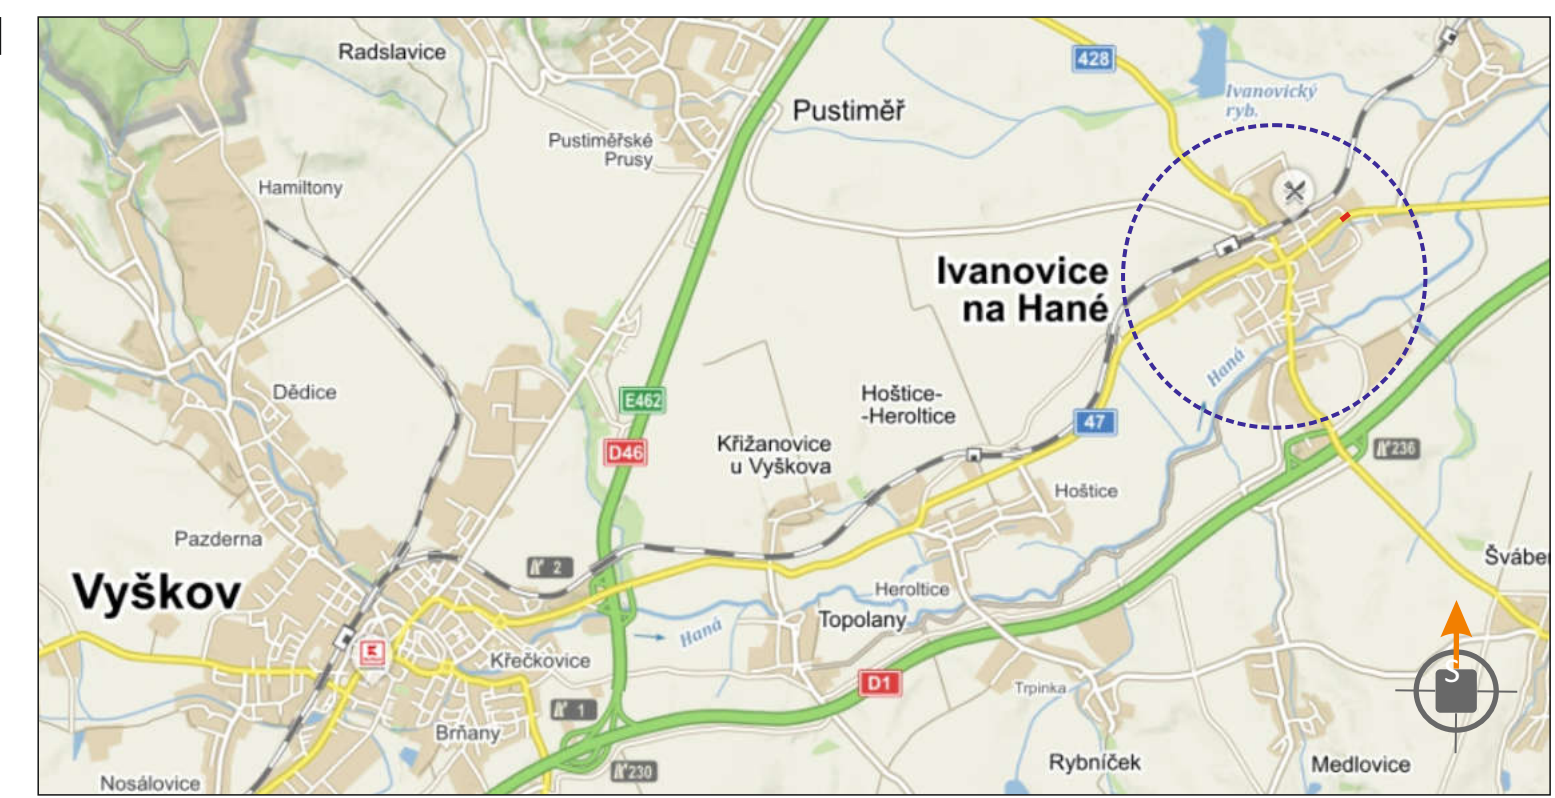 Radslavice
428
Ivanovický
ryb.
Pustiměř
Pustiměřské
Prusy
Hamiltony
Ivanovice
na Hané
Haná
Dědice
E462
D46
Hoštice-
-Heroltice
47
Křižanovice
u Vyškova
236
Hoštice
Pazderna
2
Švábe
Vyškov
Heroltice
Topolany
Haná
Křečkovice
S
D1
Trpinka
1
Brňany
230
Rybníček
Medlovice
Nosálovice